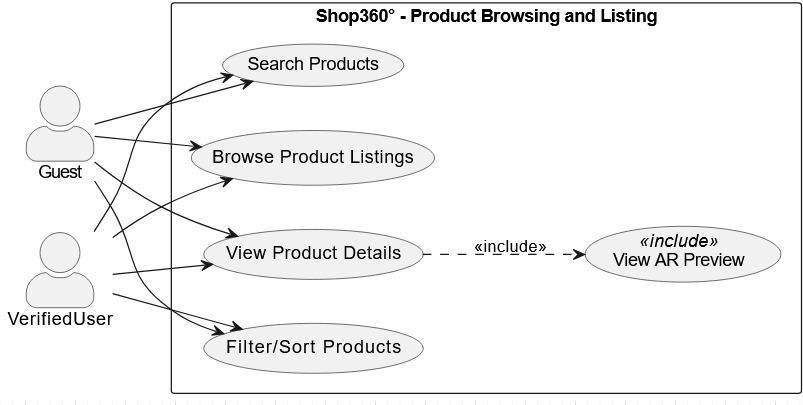 Shop360° - Product Browsing and Listing
Search Products
Guest
Browse Product Listings
View Product Details
«include»
«include»
View AR Preview
VerifiedUser
Filter/Sort Products